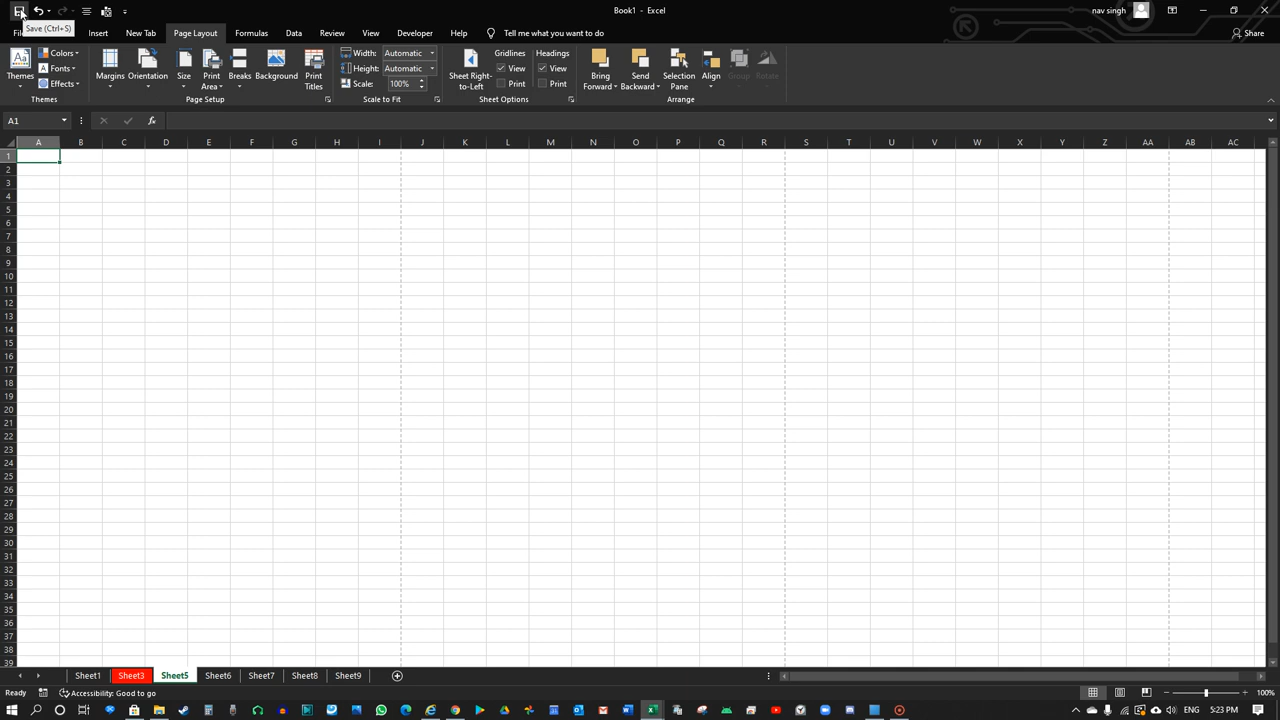 Book1 - Excel
nav singh
Save (Ctrl+S)
Insert
New Tab
Page Layout
Formulas
Data
Review
View
Developer
Help
Tell me what you want to do
Share
Themes
Colors
Fonts
Effects
Themes
Margins
Orientation
Size
Print
Area
Breaks
Background
Print
Titles
Page Setup
Width: Automatic
Height: Automatic
Scale: 100%
Scale to Fit
Sheet Right-
to-Left
Gridlines
View
Print
Headings
View
Print
Sheet Options
Bring
Forward
Send
Backward
Selection
Pane
Align
Group
Rotate
Arrange
A1
fx
A B C D E F G H I J K L M N O P Q R S T U V W X Y Z AA AB AC
1
2
3
4
5
6
7
8
9
10
11
12
13
14
15
16
17
18
19
20
21
22
23
24
25
26
27
28
29
30
31
32
33
34
35
36
37
38
39
Sheet1
Sheet3
Sheet5
Sheet6
Sheet7
Sheet8
Sheet9
Ready
Accessibility: Good to go
100%
5:23 PM